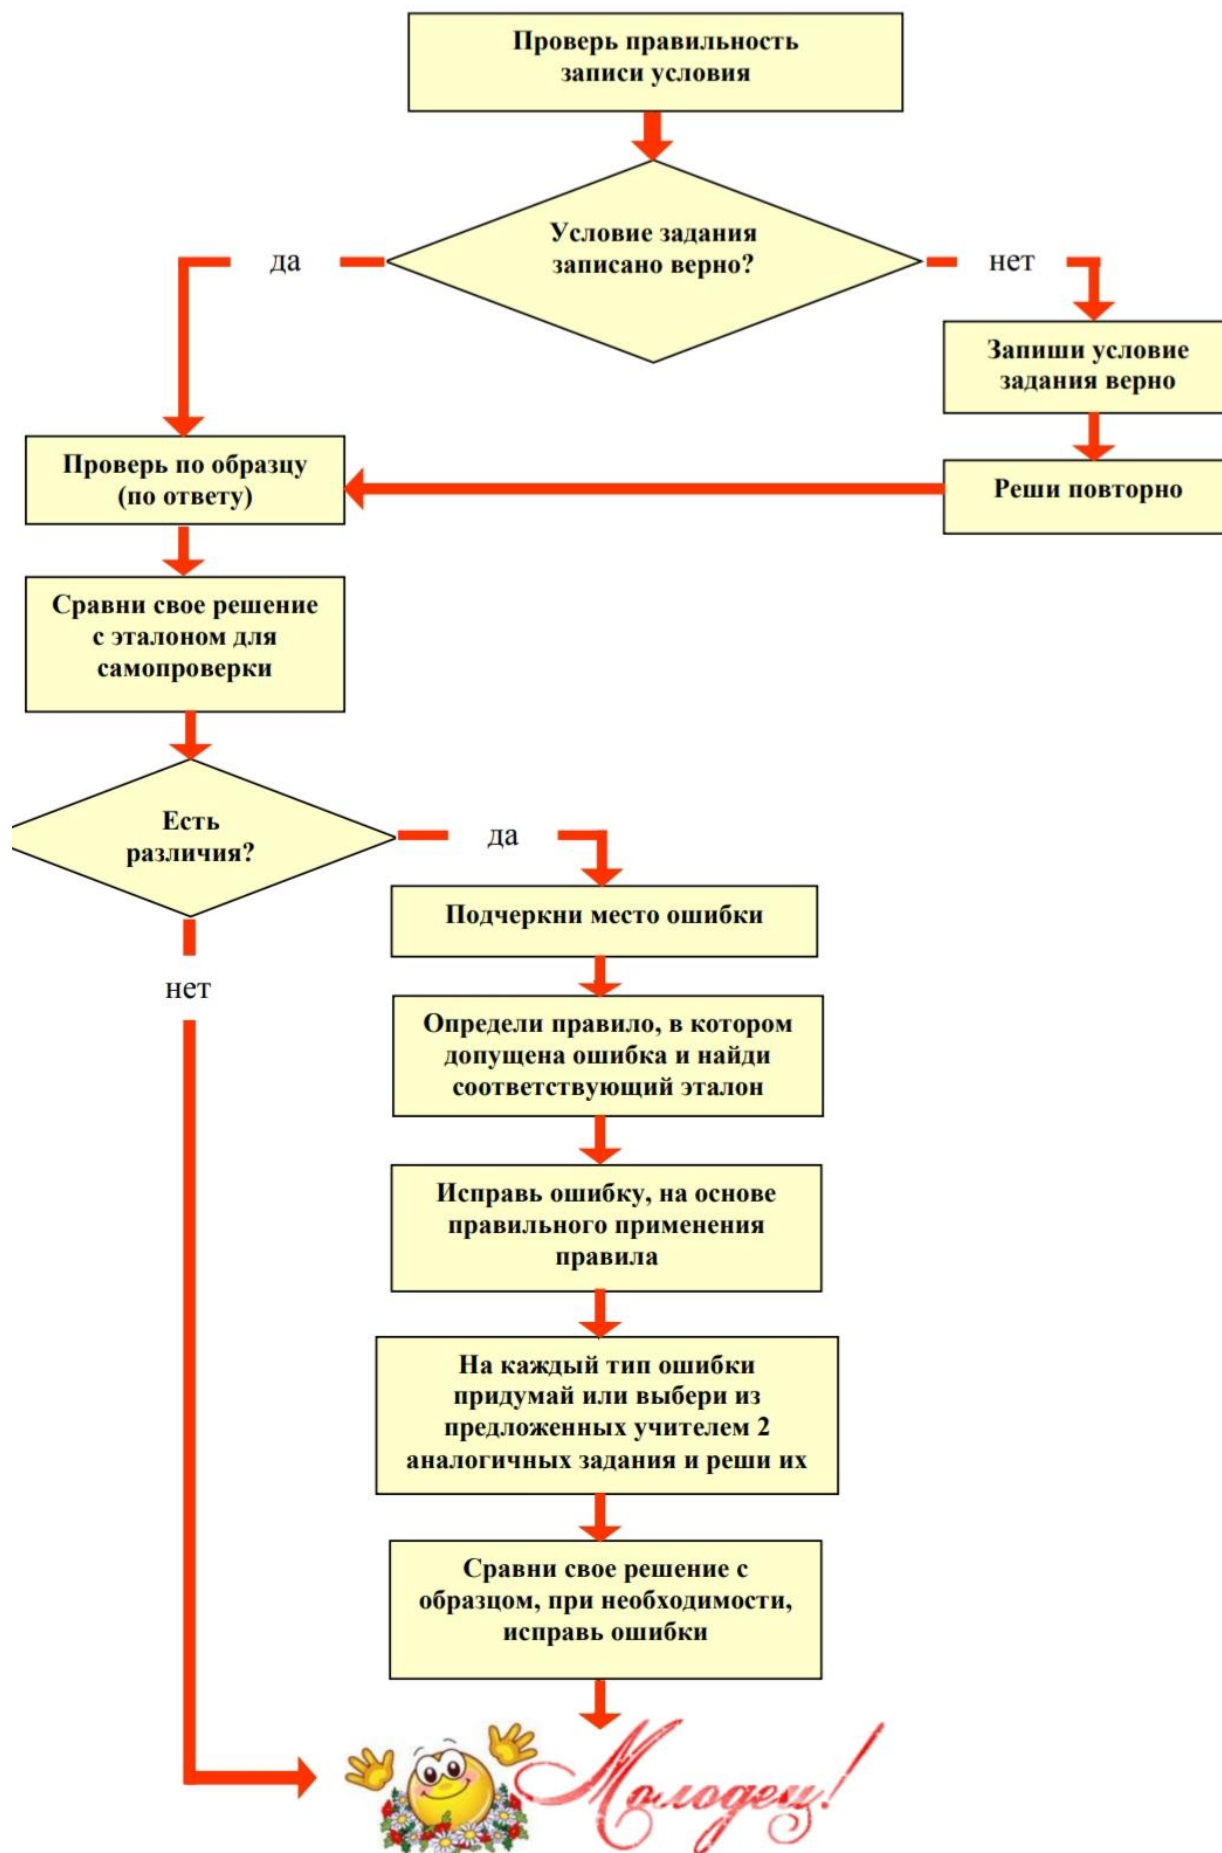 Проверь правильность
записи условия
Условие задания
записано верно?
да
нет
Запиши условие
задания верно
Проверь по образцу
(по ответу)
Реши повторно
Сравни свое решение
с эталоном для
самопроверки
Есть
различия?
да
Подчеркни место ошибки
нет
Определи правило, в котором
допущена ошибка и найди
соответствующий эталон
Исправь ошибку, на основе
правильного применения
правила
На каждый тип ошибки
придумай или выбери из
предложенных учителем 2
аналогичных задания и реши их
Сравни свое решение с
образцом, при необходимости,
исправь ошибки
Молодец!